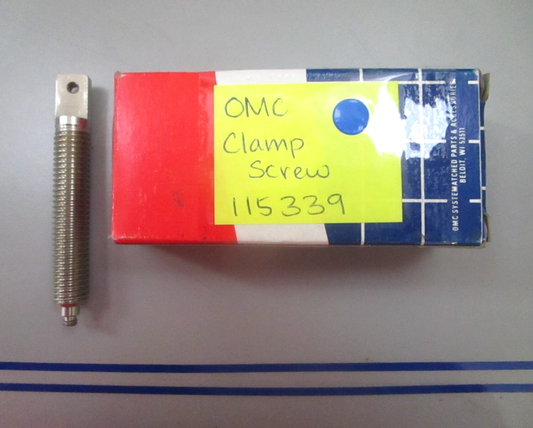 OMC
Clamp
Screw
115339
OMC SYSTEMATCHED PARTS & ACCESSORIES
BELOIT, WI 53511